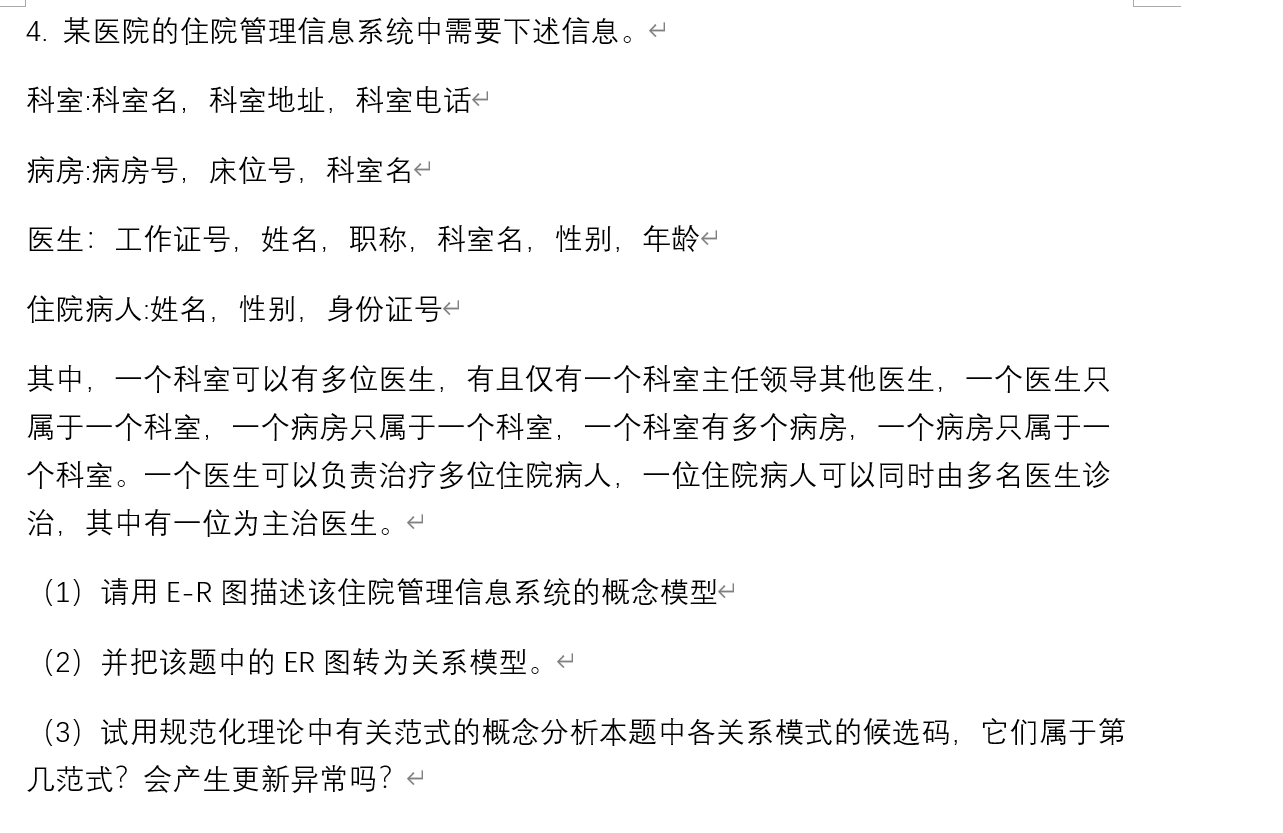 4. 某医院的住院管理信息系统中需要下述信息。
科室:科室名，科室地址，科室电话
病房:病房号，床位号，科室名
医生：工作证号，姓名，职称，科室名，性别，年龄
住院病人:姓名，性别，身份证号
其中，一个科室可以有多位医生，有且仅有一个科室主任领导其他医生，一个医生只
属于一个科室，一个病房只属于一个科室，一个科室有多个病房，一个病房只属于一
个科室。一个医生可以负责治疗多位住院病人，一位住院病人可以同时由多名医生诊
治，其中有一位为主治医生。
（1）请用 E-R 图描述该住院管理信息系统的概念模型
（2）并把该题中的 ER 图转为关系模型。
（3）试用规范化理论中有关范式的概念分析本题中各关系模式的候选码，它们属于第
几范式？会产生更新异常吗？